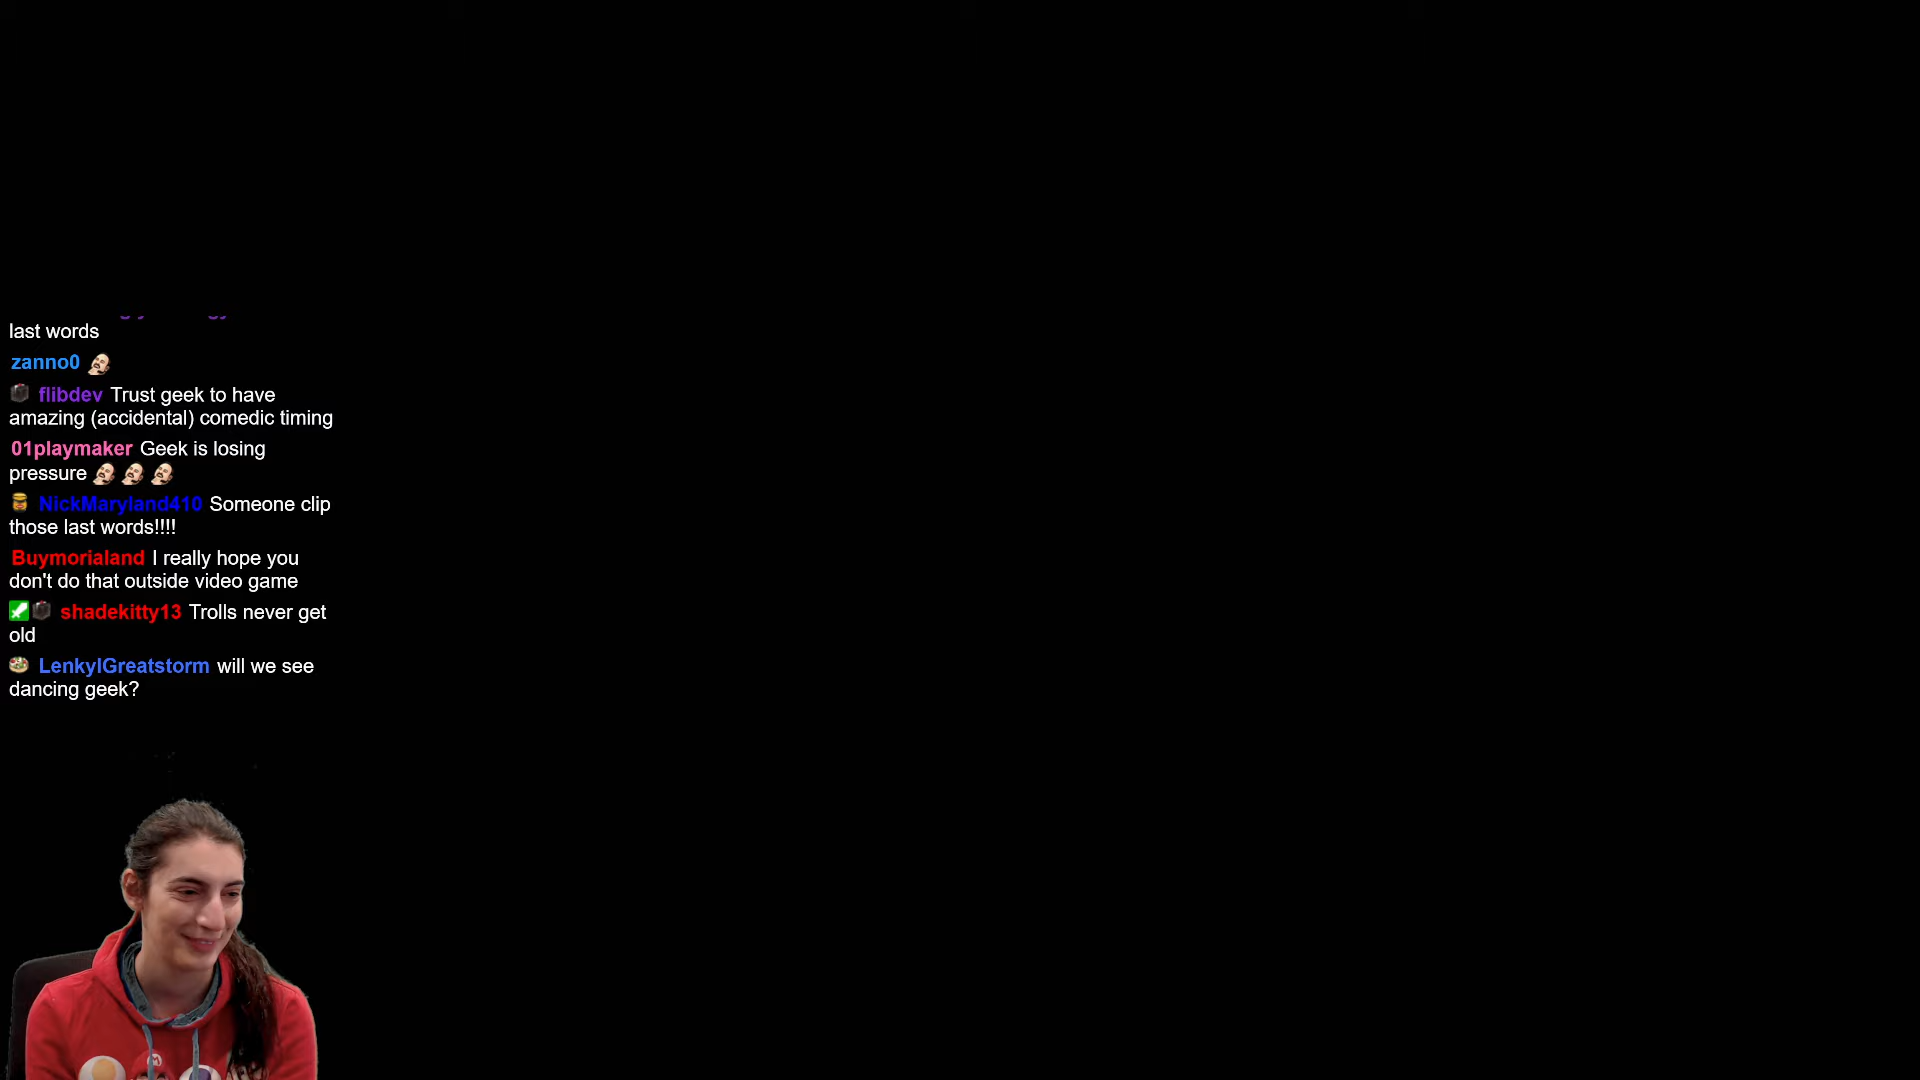 last words
zanno0
flibdev Trust geek to have
amazing (accidental) comedic timing
01playmaker Geek is losing
pressure
NickMaryland410 Someone clip
those last words!!!!
Buymorialand I really hope you
don't do that outside video game
shadekitty13 Trolls never get
old
LenkylGreatstorm will we see
dancing geek?
M